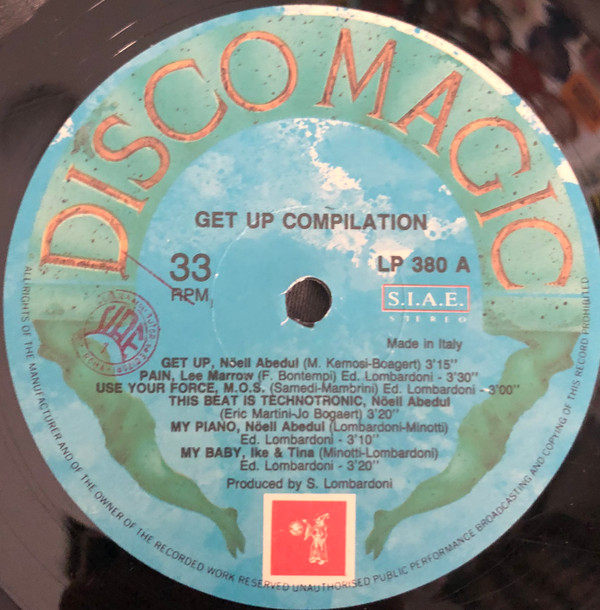 DISCO MAGIC
GET UP COMPILATION
33
RPM
LP 380 A
S.I.A.E.
STEREO
Made in Italy
GET UP, Nöell Abedul (M. Kemosi-Boagert) 3'15''
PAIN, Lee Marrow (F. Bontempi) Ed. Lombardoni - 3'30''
USE YOUR FORCE, M.O.S. (Samedi-Mambrini) Ed. Lombardoni - 3'00''
THIS BEAT IS TECHNOTRONIC, Nöell Abedul
(Eric Martini-Jo Bogaert) 3'20''
MY PIANO, Nöell Abedul (Lombardoni-Minotti)
Ed. Lombardoni - 3'10''
MY BABY, Ike & Tina (Minotti-Lombardoni)
Ed. Lombardoni - 3'20''
Produced by S. Lombardoni
ALL RIGHTS OF THE MANUFACTURER AND OF THE OWNER OF THE RECORDED WORK RESERVED UNAUTHORISED PUBLIC PERFORMANCE BROADCASTING AND COPYING OF THIS RECORD PROHIBITED